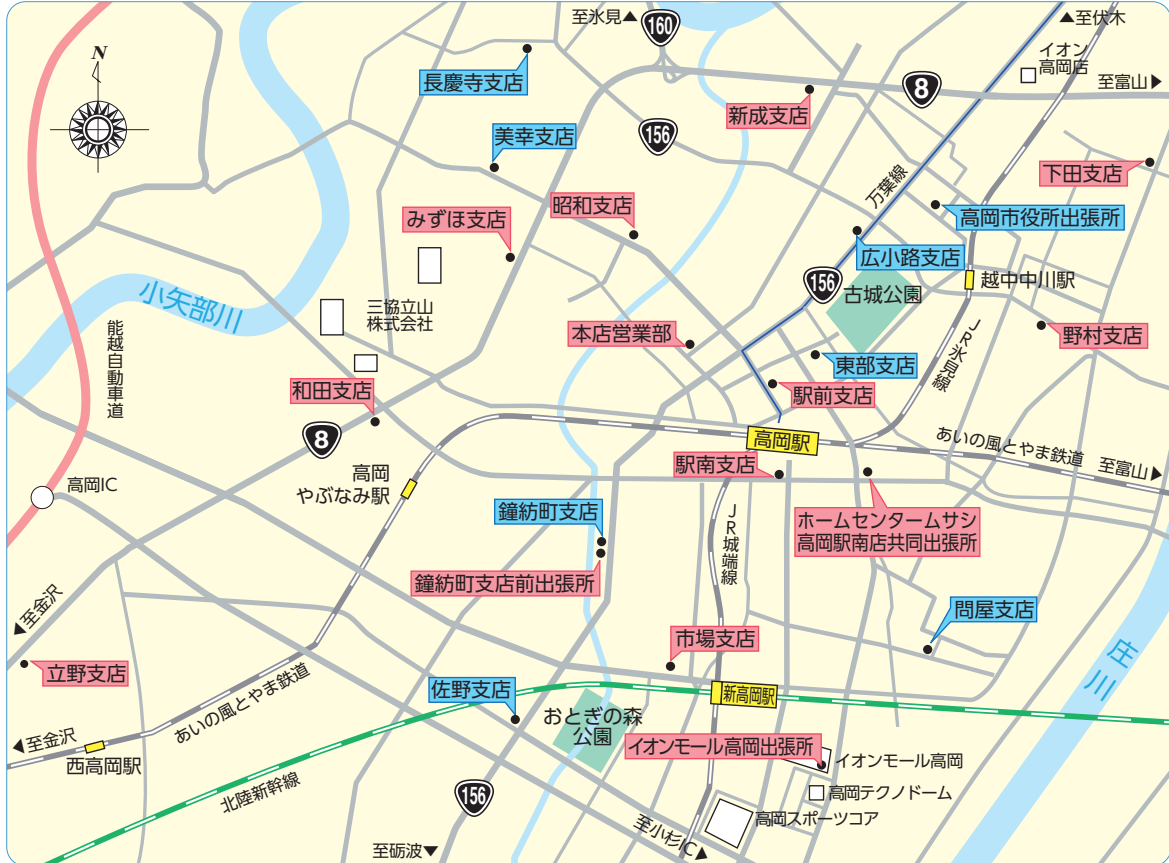 至氷見▲
160
▲至伏木
イオン
高岡店
N
長慶寺支店
8
至富山▶
新成支店
156
美幸支店
下田支店
万葉線
昭和支店
高岡市役所出張所
みずほ支店
広小路支店
156
古城公園
越中中川駅
小矢部川
三協立山
株式会社
能越自動車道
本店営業部
野村支店
JR氷見線
東部支店
和田支店
駅前支店
8
高岡駅
あいの風とやま鉄道
至富山▶
高岡
やぶなみ駅
駅南支店
高岡IC
鐘紡町支店
JR城端線
ホームセンタームサシ
高岡駅南店共同出張所
鐘紡町支店前出張所
◀至金沢
問屋支店
市場支店
庄川
立野支店
あいの風とやま鉄道
佐野支店
新高岡駅
おとぎの森
公園
◀至金沢
西高岡駅
イオンモール高岡出張所
イオンモール高岡
北陸新幹線
156
高岡テクノドーム
高岡スポーツコア
至小杉IC▶
至砺波▼